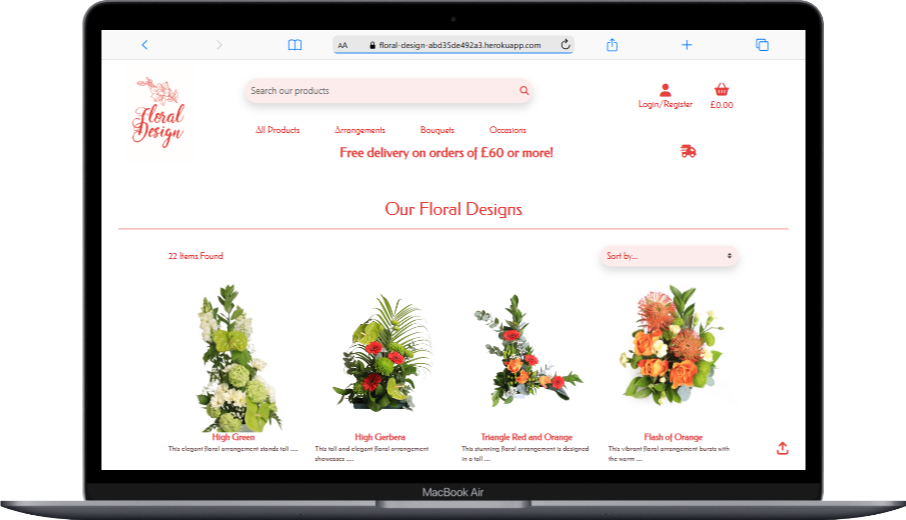 AA floral-design-abd35de492a3.herokuapp.com
Floral
Design
Search our products
Login/Register
£0.00
All Products Arrangements Bouquets Occasions
Free delivery on orders of £60 or more!
Our Floral Designs
22 Items Found
Sort by...
High Green
This elegant floral arrangement stands tall .....
High Gerbera
This tall and elegant floral arrangement
showcases .....
Triangle Red and Orange
This stunning floral arrangement is designed
in a tall .....
Flash of Orange
This vibrant floral arrangement bursts with
the warm .....
MacBook Air